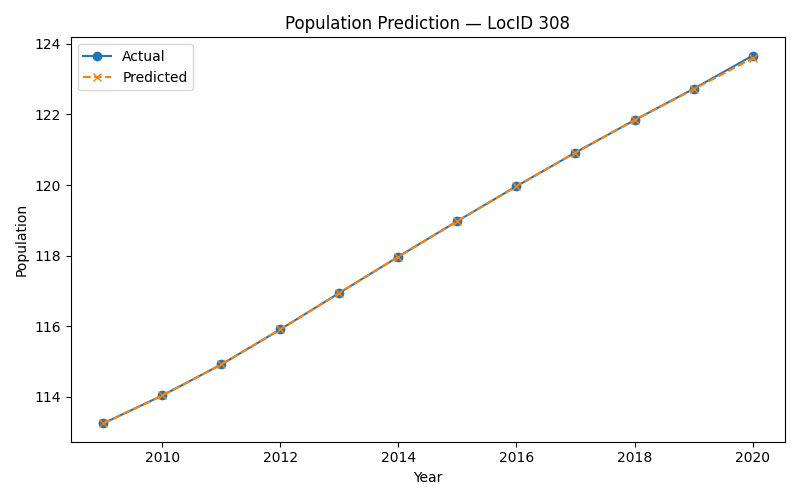 Population Prediction — LocID 308
Actual
Predicted
Population
124
122
120
118
116
114
2010 2012 2014 2016 2018 2020
Year